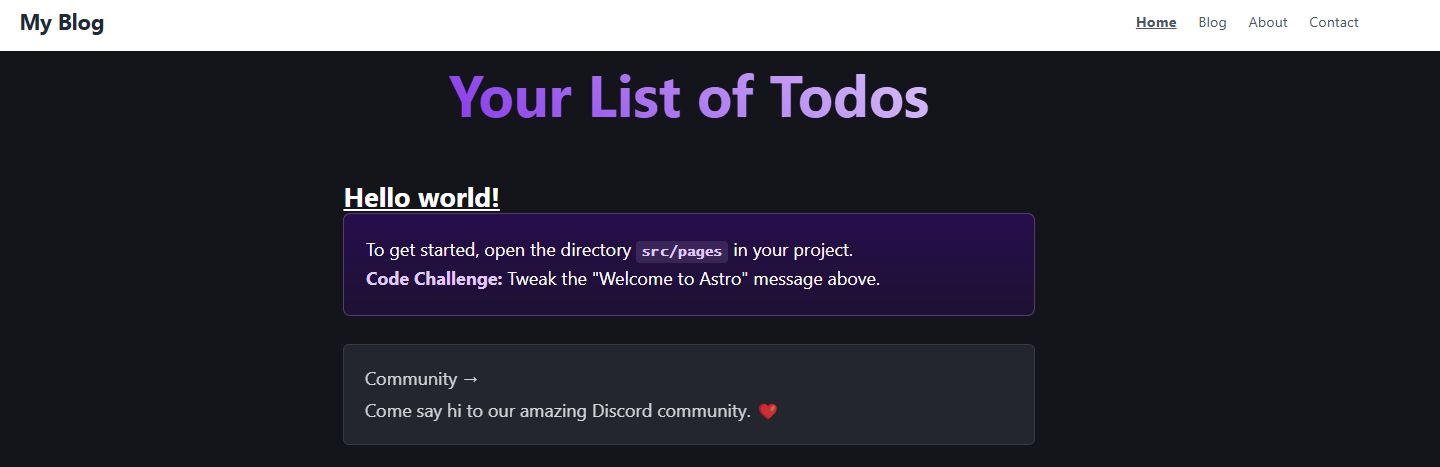 My Blog
Home Blog About Contact
Your List of Todos
Hello world!
To get started, open the directory src/pages in your project.
Code Challenge: Tweak the "Welcome to Astro" message above.
Community →
Come say hi to our amazing Discord community. ❤️